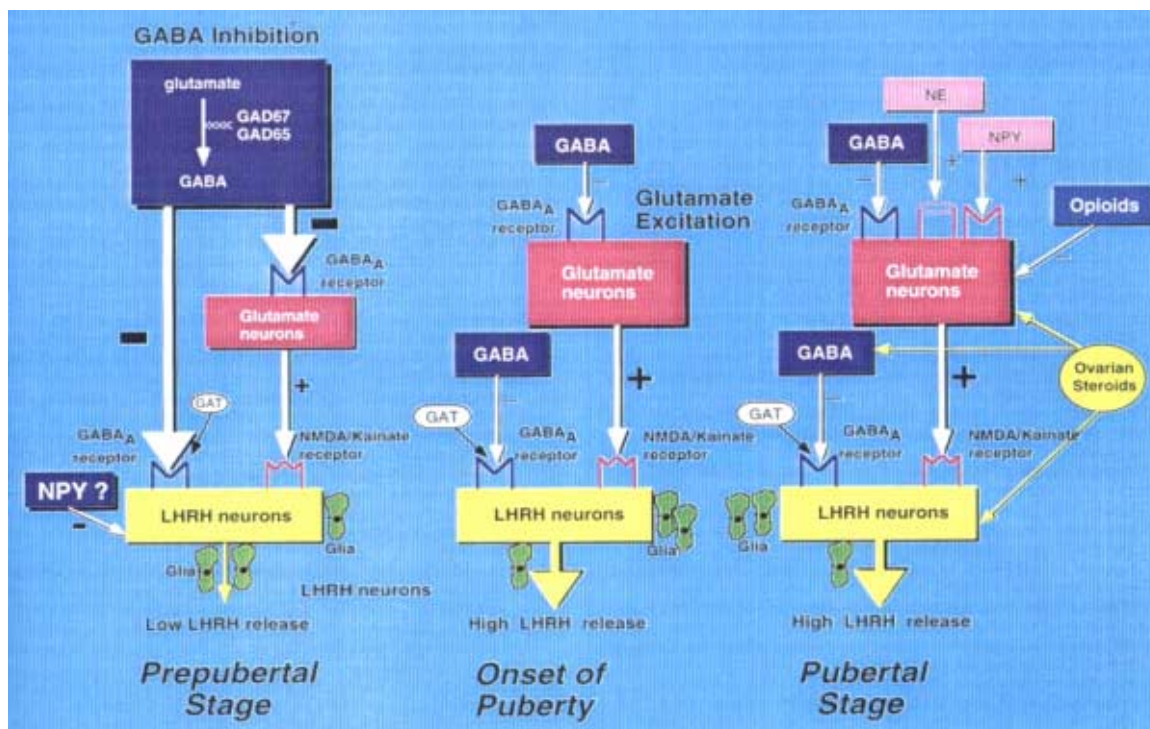 GABA Inhibition
glutamate
GAD67
GAD65
GABA
GABAA
receptor
Glutamate
neurons
+
GAT
GABAA
receptor
NMDA/Kainate
receptor
NPY ?
LHRH neurons
Glia
Glia
LHRH neurons
Low LHRH release
Prepubertal
Stage
GABA
GABAA
receptor
Glutamate
Excitation
Glutamate
neurons
GABA
+
GAT
GABAA
receptor
NMDA/Kainate
receptor
LHRH neurons
Glia
High LHRH release
Onset of
Puberty
NE
GABA
NPY
+
+
GABAA
receptor
Opioids
Glutamate
neurons
GABA
+
Ovarian
Steroids
GAT
GABAA
receptor
NMDA/Kainate
receptor
LHRH neurons
Glia
High LHRH release
Pubertal
Stage